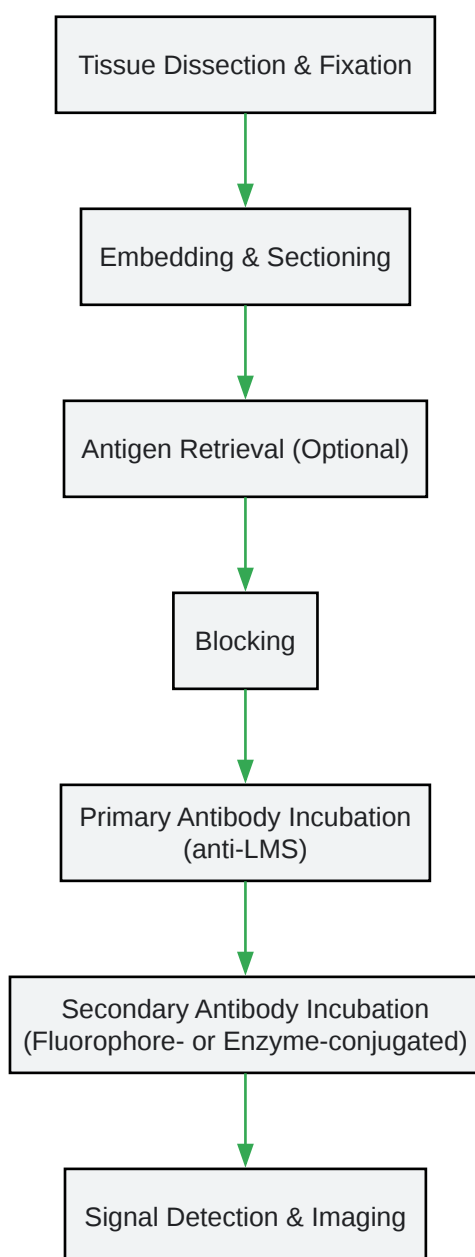 Tissue Dissection & Fixation
Embedding & Sectioning
Antigen Retrieval (Optional)
Blocking
Primary Antibody Incubation
(anti-LMS)
Secondary Antibody Incubation
(Fluorophore- or Enzyme-conjugated)
Signal Detection & Imaging